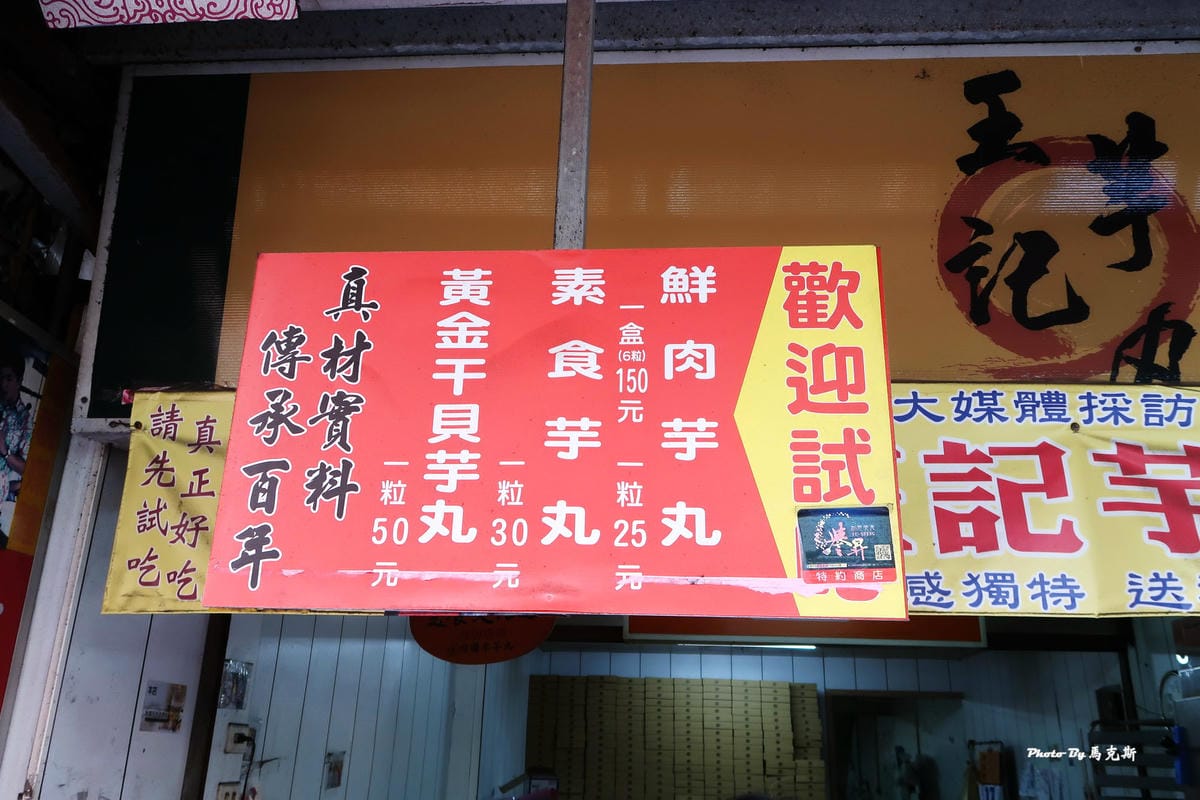 王記
芋
肉
歡迎試
鮮肉芋丸
一粒25元
一盒(6粒)150元
素食芋丸
一粒30元
黃金干貝芋丸
一粒50元
真材實料
傳承百年
豊昇
特約商店
真正好吃
請先試吃
大媒體採訪
記芋
感獨特 送
Photo By 馬克斯